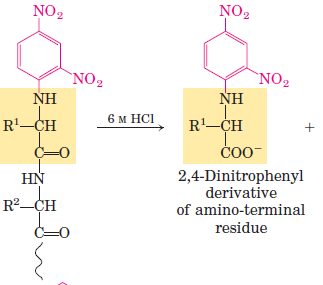 NO₂
NO₂
NH
R¹—CH
C=O
HN
R²—CH
C=O
6 M HCl
NO₂
NO₂
NH
R¹—CH
COO⁻
+
2,4-Dinitrophenyl
derivative
of amino-terminal
residue